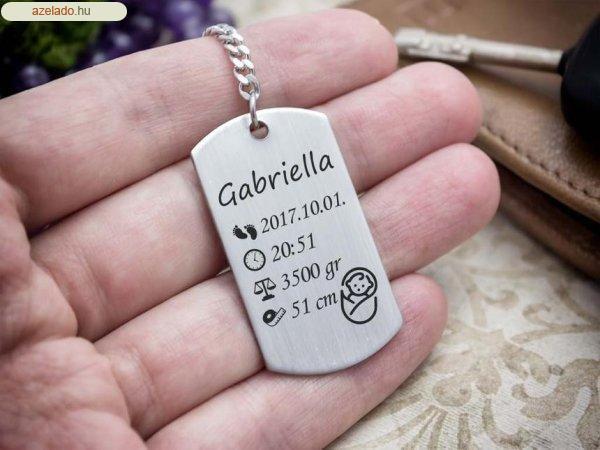 azelado.hu
Gabriella
2017.10.01.
20:51
3500 gr
51 cm